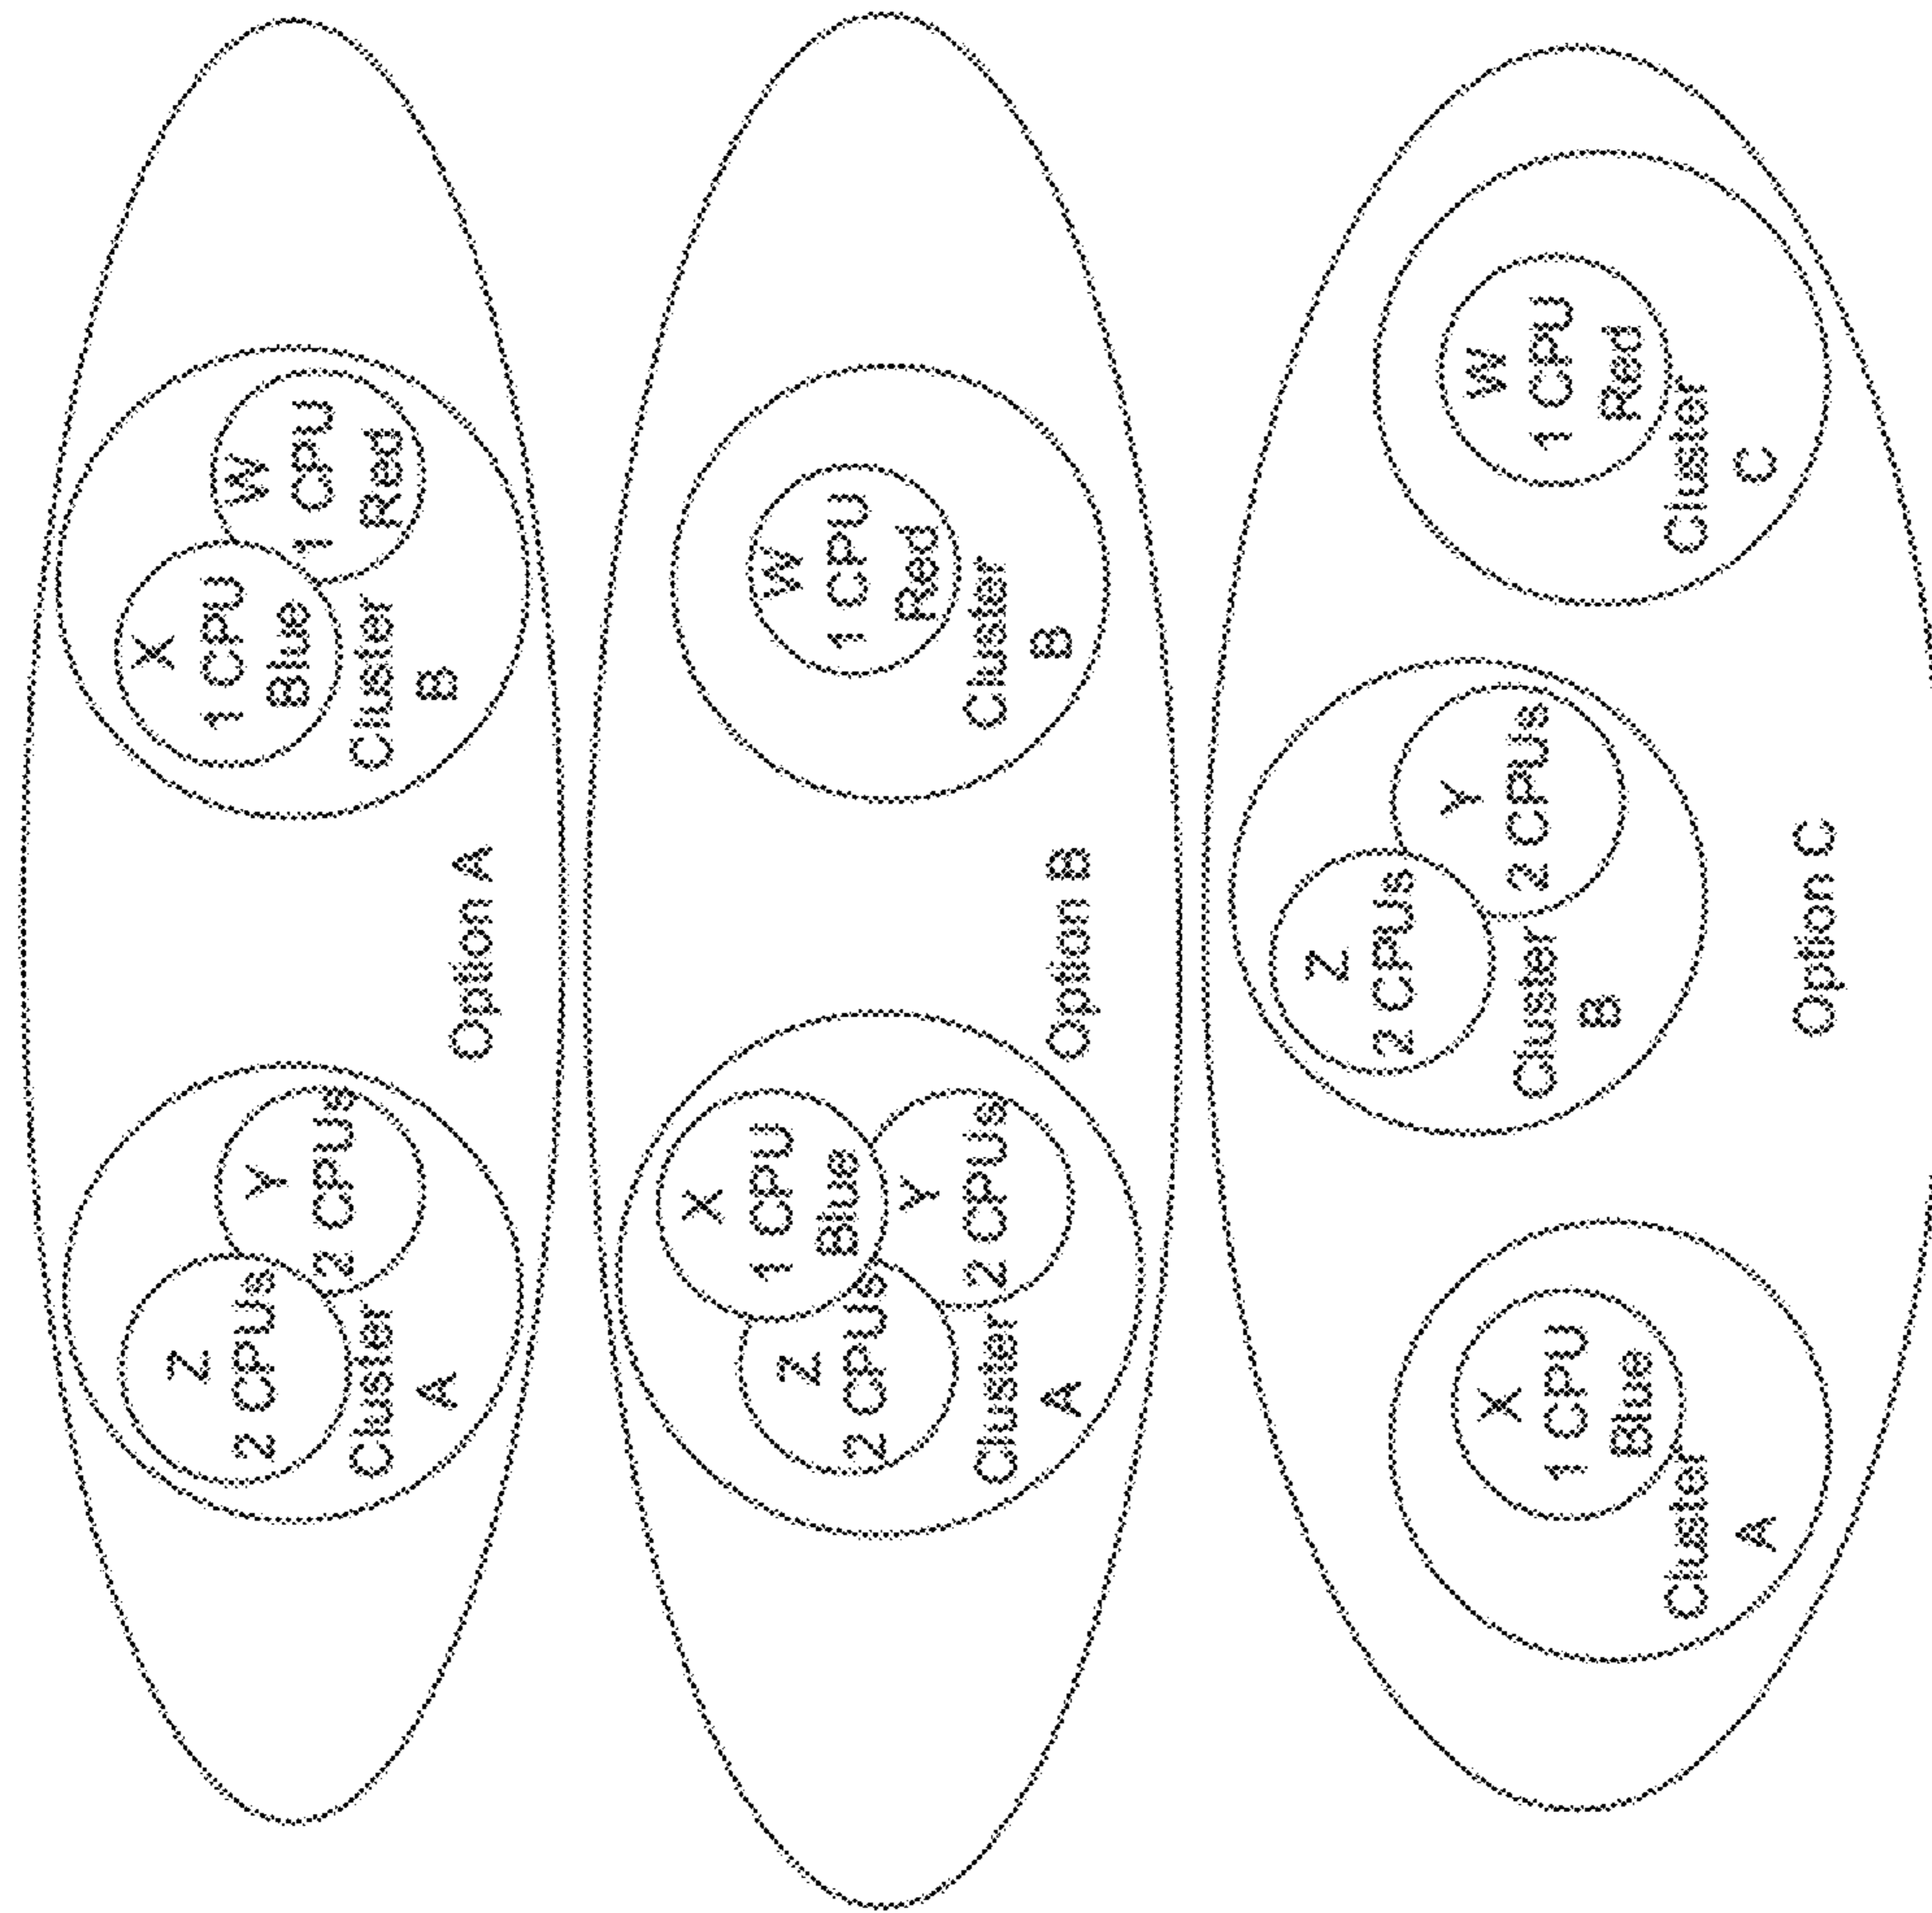 Z
2 CPUs
Y
2 CPUs
Cluster
A
X
1 CPU
Blue
W
1 CPU
Red
Cluster
B
Option A
X
1 CPU
Blue
Z
2 CPUs
Y
2 CPUs
Cluster
A
W
1 CPU
Red
Cluster
B
Option B
X
1 CPU
Blue
Cluster
A
Z
2 CPUs
Y
2 CPUs
Cluster
B
W
1 CPU
Red
Cluster
C
Option C